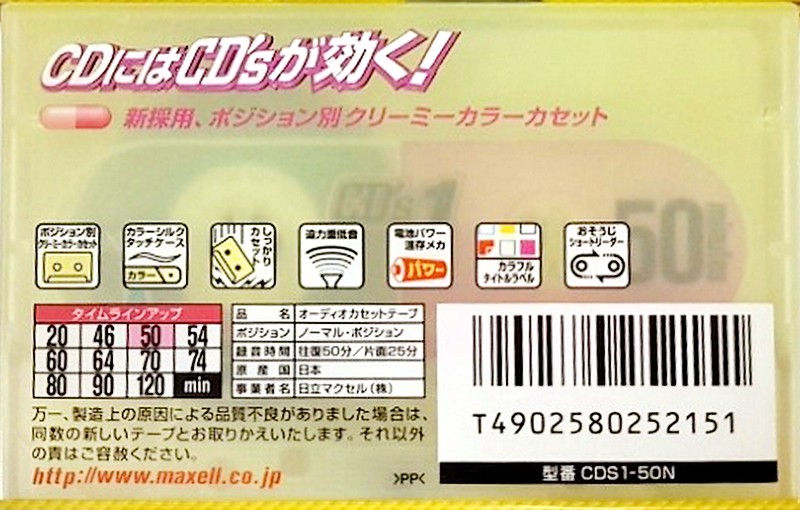 CDにはCD'sが効く!
新採用、ポジション別クリーミーカラーカセット
CD's 1
50
ポジション別
クリーミーカラーカセット
カラーシルク
タッチケース
カラー
しっかり
カセット
迫力重低音
電池パワー
温存メカ
パワー
カラフル
タイトルラベル
おそうじ
ショートリーダー
タイムラインアップ
20 46 50 54
60 64 70 74
80 90 120 min
品名 オーディオカセットテープ
ポジション ノーマル・ポジション
録音時間 往復50分/片面25分
原産国 日本
事業者名 日立マクセル(株)
万一、製造上の原因による品質不良がありました場合は、
同数の新しいテープとお取りかえいたします。それ以外
の責はご容赦ください。
http://www.maxell.co.jp
>PP<
T4902580252151
型番 CDS1-50N